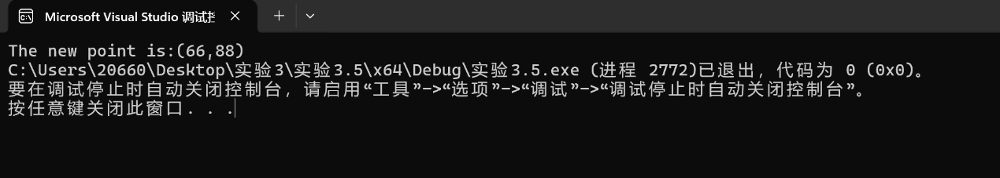 Microsoft Visual Studio 调试控
The new point is:(66,88)
C:\Users\20660\Desktop\实验3\实验3.5\x64\Debug\实验3.5.exe (进程 2772)已退出，代码为 0 (0x0)。
要在调试停止时自动关闭控制台，请启用“工具”->“选项”->“调试”->“调试停止时自动关闭控制台”。
按任意键关闭此窗口. . .